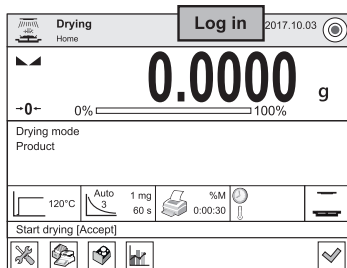 Drying
Log in
2017.10.03
Home
0.0000 g
→0←
0% 100%
Drying mode
Product
120°C
Auto
3
1 mg
60 s
%M
0:00:30
Start drying [Accept]